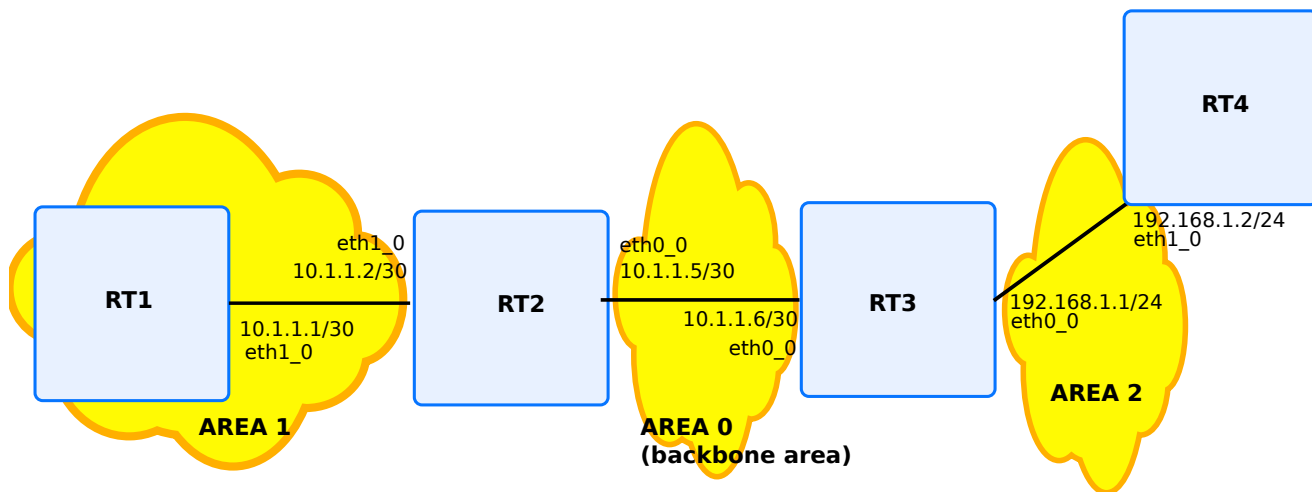 RT4
eth1_0
10.1.1.2/30
eth0_0
10.1.1.5/30
192.168.1.2/24
eth1_0
RT1
RT2
RT3
10.1.1.1/30
eth1_0
10.1.1.6/30
eth0_0
192.168.1.1/24
eth0_0
AREA 1
AREA 0
(backbone area)
AREA 2